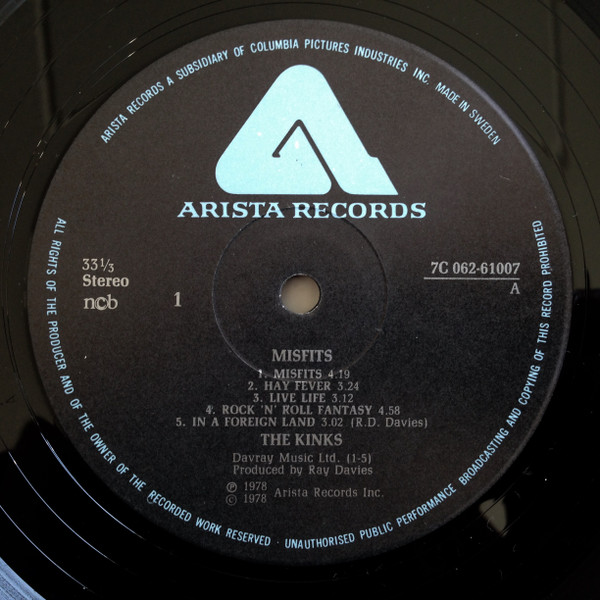 ARISTA RECORDS A SUBSIDIARY OF COLUMBIA PICTURES INDUSTRIES INC. MADE IN SWEDEN
ARISTA RECORDS
33 1/3
Stereo
ncb
1
7C 062-61007
A
MISFITS
1. MISFITS 4.19
2. HAY FEVER 3.24
3. LIVE LIFE 3.12
4. ROCK 'N' ROLL FANTASY 4.58
5. IN A FOREIGN LAND 3.02 (R.D. Davies)
THE KINKS
Davray Music Ltd. (1-5)
Produced by Ray Davies
℗ 1978
© 1978 Arista Records Inc.
ALL RIGHTS OF THE PRODUCER AND OF THE OWNER OF THE RECORDED WORK RESERVED · UNAUTHORISED PUBLIC PERFORMANCE BROADCASTING AND COPYING OF THIS RECORD PROHIBITED